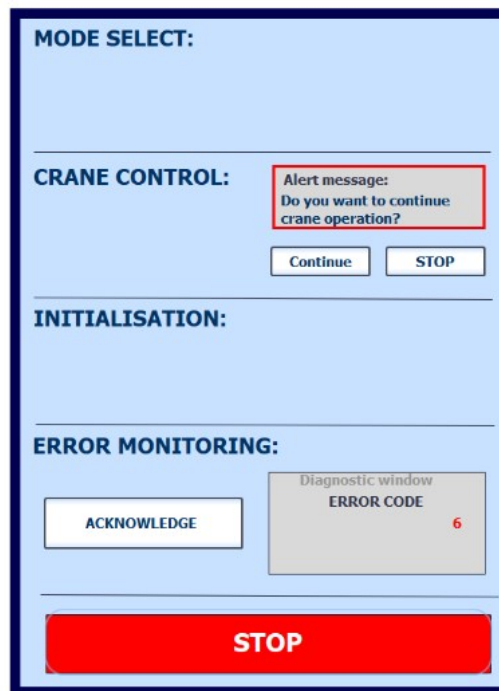 MODE SELECT:
CRANE CONTROL:
Alert message:
Do you want to continue
crane operation?
Continue
STOP
INITIALISATION:
ERROR MONITORING:
Diagnostic window
ERROR CODE
6
ACKNOWLEDGE
STOP